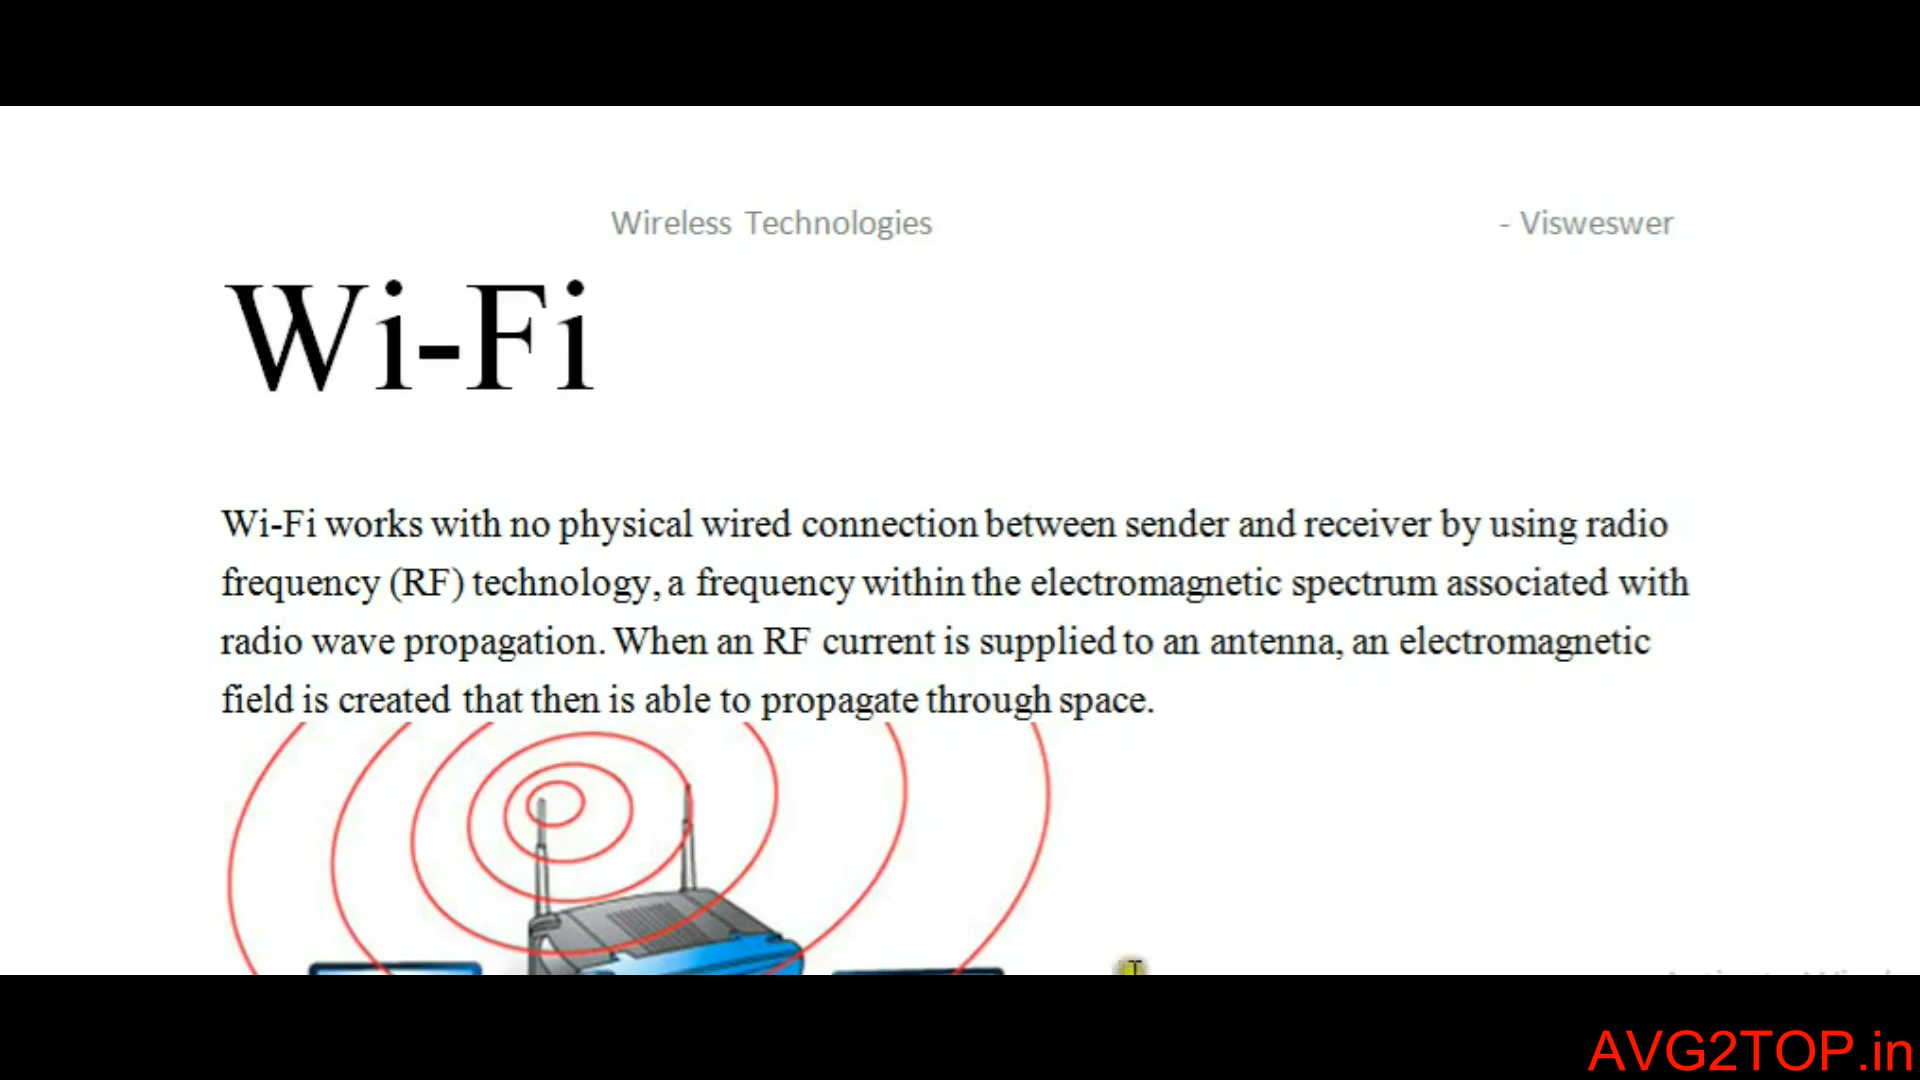 Wireless Technologies - Visweswer
Wi-Fi
Wi-Fi works with no physical wired connection between sender and receiver by using radio
frequency (RF) technology, a frequency within the electromagnetic spectrum associated with
radio wave propagation. When an RF current is supplied to an antenna, an electromagnetic
field is created that then is able to propagate through space.
AVG2TOP.in